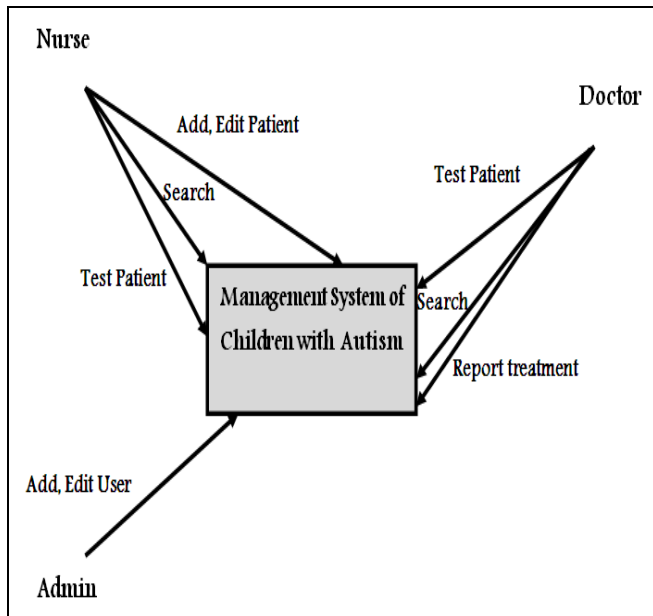 Nurse
Doctor
Add, Edit Patient
Test Patient
Search
Test Patient
Management System of
Children with Autism
Search
Report treatment
Add, Edit User
Admin